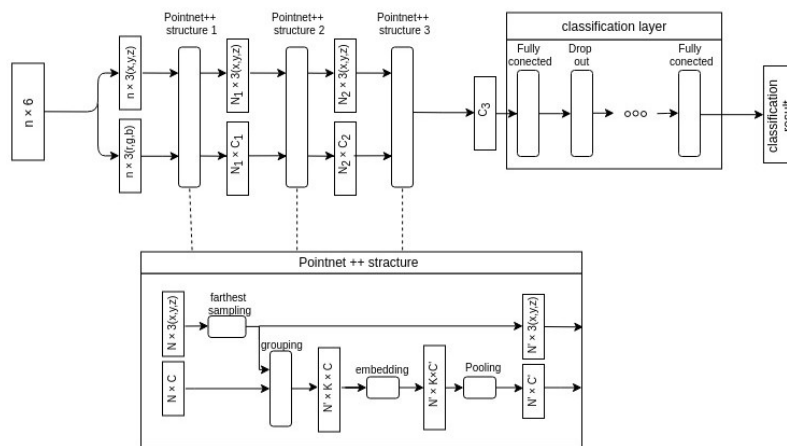 Pointnet++
structure 1
Pointnet++
structure 2
Pointnet++
structure 3
classification layer
n × 6
n × 3(x,y,z)
n × 3(r,g,b)
N₁ × 3(x,y,z)
N₁ × C₁
N₂ × 3(x,y,z)
N₂ × C₂
C₃
Fully
conected
Drop
out
Fully
conected
classification
result
Pointnet ++ stracture
N × 3(x,y,z)
N × C
farthest
sampling
grouping
N' × K × C
embedding
N' × K×C'
Pooling
N' × 3(x,y,z)
N' × C'